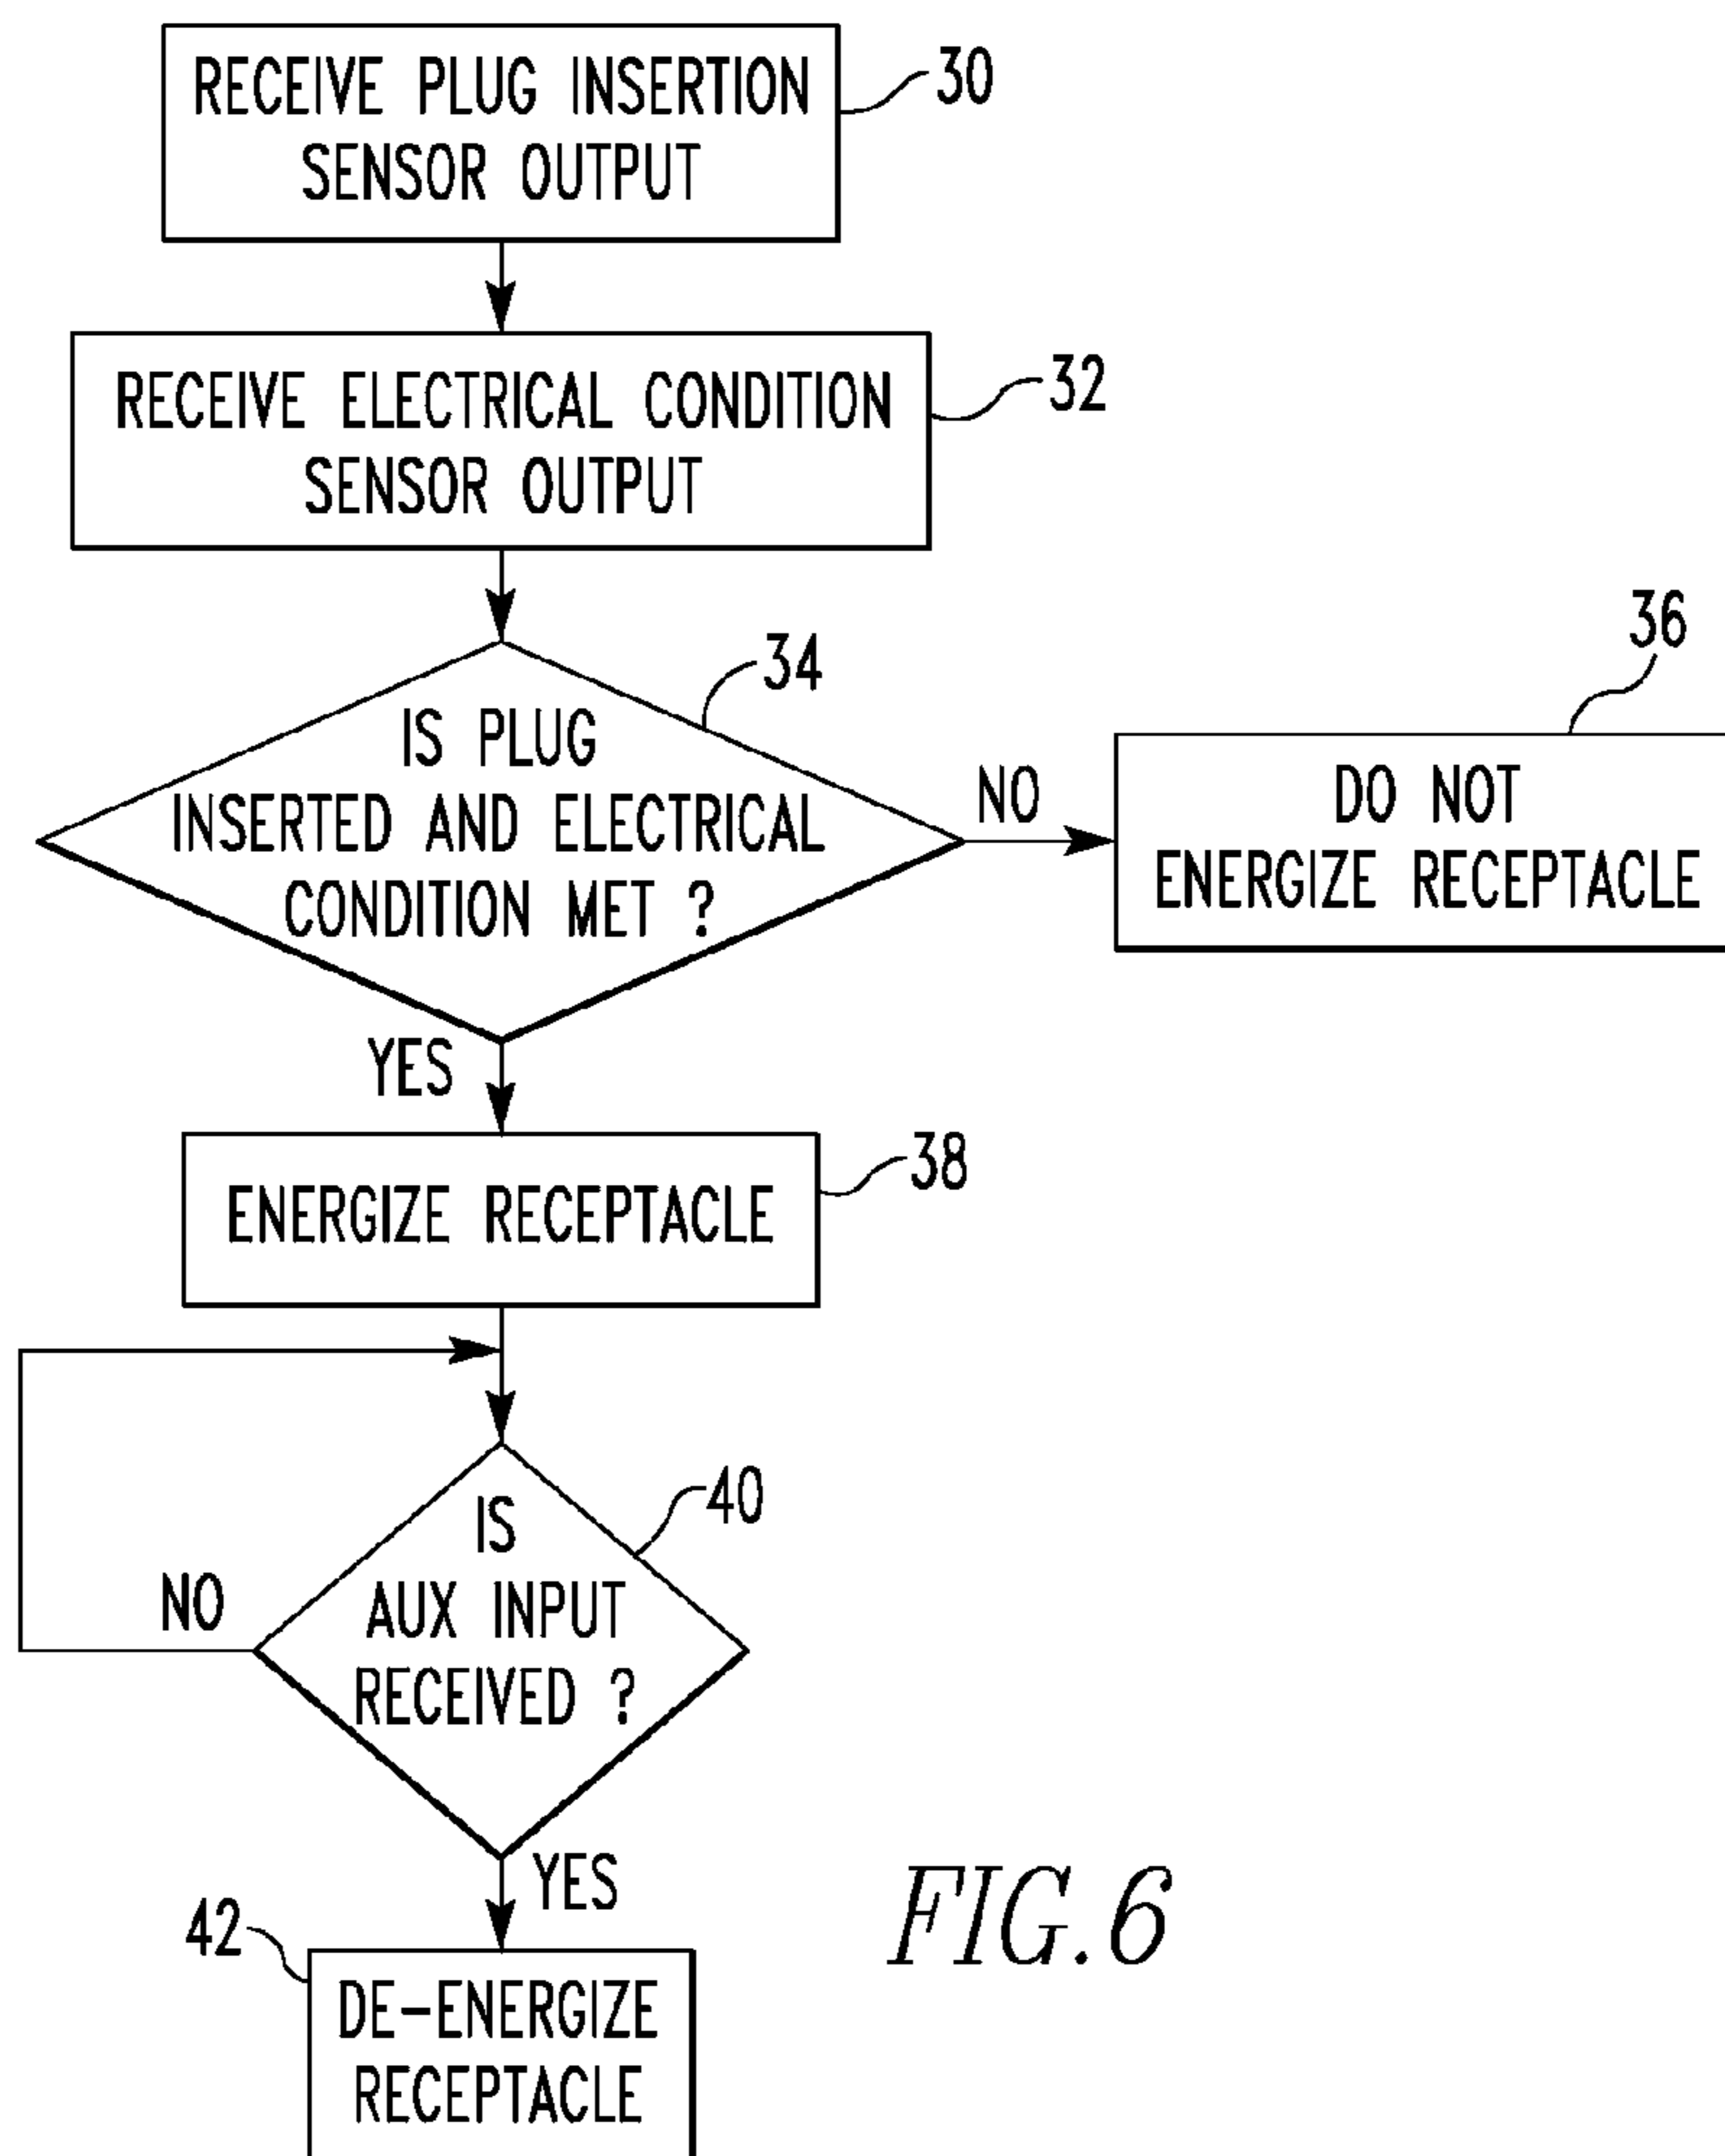 RECEIVE PLUG INSERTION
SENSOR OUTPUT
30
RECEIVE ELECTRICAL CONDITION
SENSOR OUTPUT
32
IS PLUG
INSERTED AND ELECTRICAL
CONDITION MET ?
34
NO
36
DO NOT
ENERGIZE RECEPTACLE
YES
ENERGIZE RECEPTACLE
38
IS
AUX INPUT
RECEIVED ?
40
NO
YES
42
DE-ENERGIZE
RECEPTACLE
FIG.6